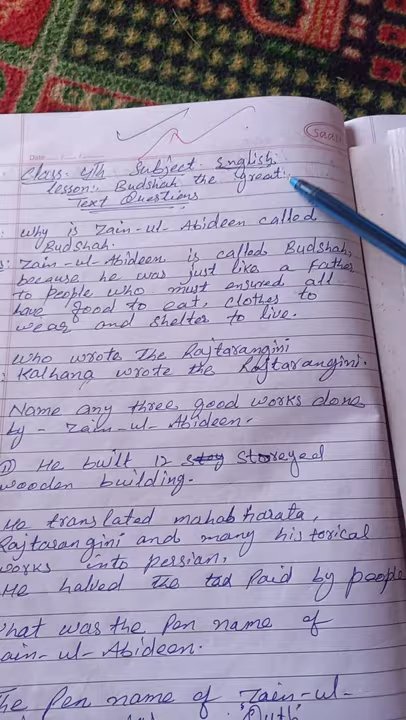 Date
Class 4th Subject English
lesson: Budshah the great
Text Questions
Why is Zain-ul-Abideen called
Budshah.
Zain-ul-Abideen is called Budshah,
because he was just like a Father
to people who must ensured all
have good to eat, clothes to
wear and shelter to live.
Who wrote The Rajtarangini
Kalhana wrote the Rajtarangini.
Name any three good works done
by - Zain-ul-Abideen.
He built 12 storeyed
wooden building.
He translated mahabharata,
Rajtarangini and many historical
works into persian,
He halved the tad Paid by people
What was the Pen name of
Zain-ul-Abideen.
The Pen name of Zain-ul-